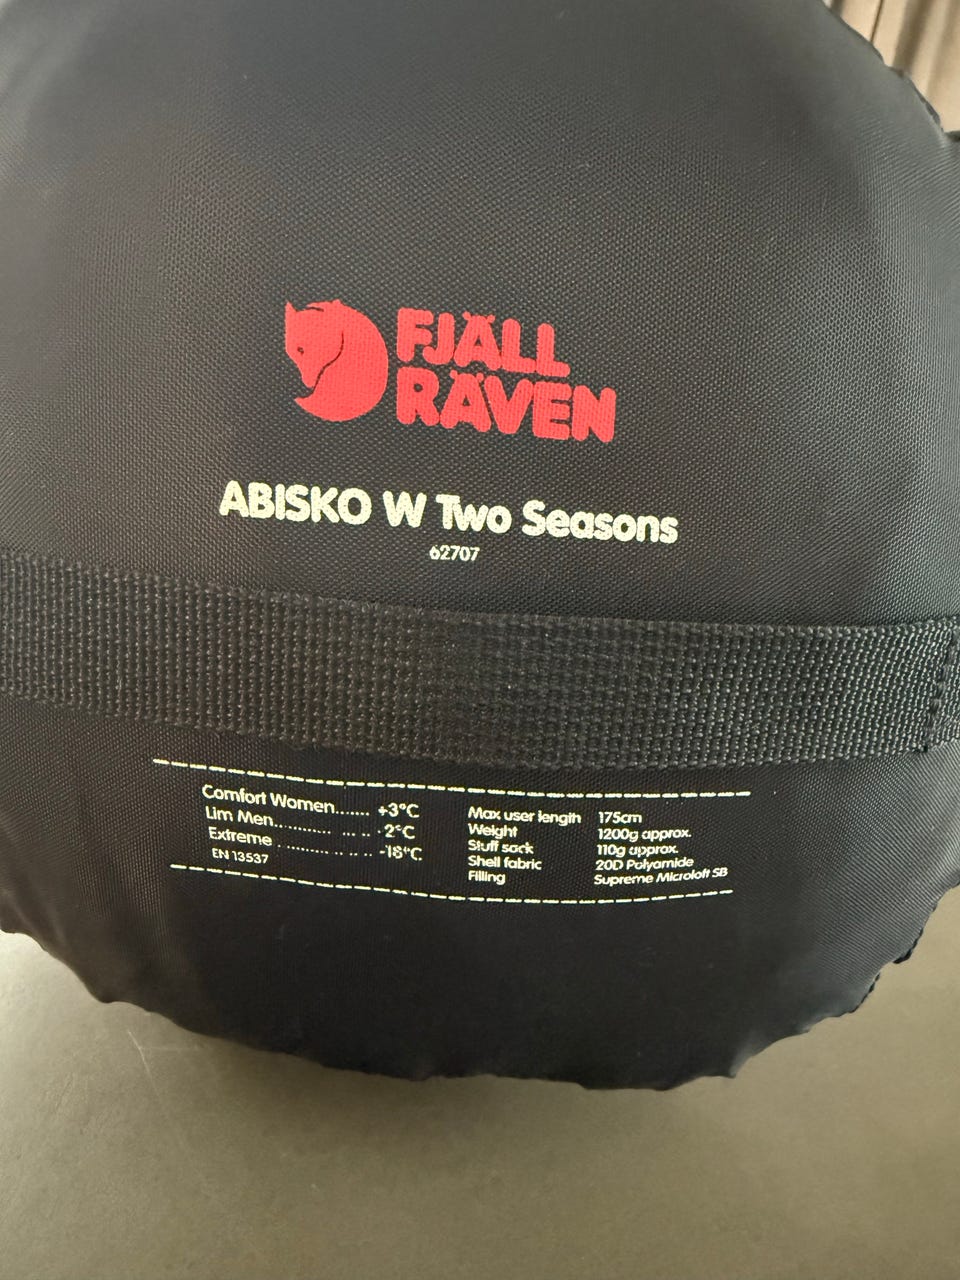 FJÄLL
RÄVEN
ABISKO W Two Seasons
62707
Comfort Women....... +3°C
Lim Men............ .... -2°C
Extreme ............. .. .. -18°C
EN 13537
Max user length 175cm
Weight 1200g approx.
Stuff sack 110g approx.
Shell fabric 20D Polyamide
Filling Supreme Microloft SB